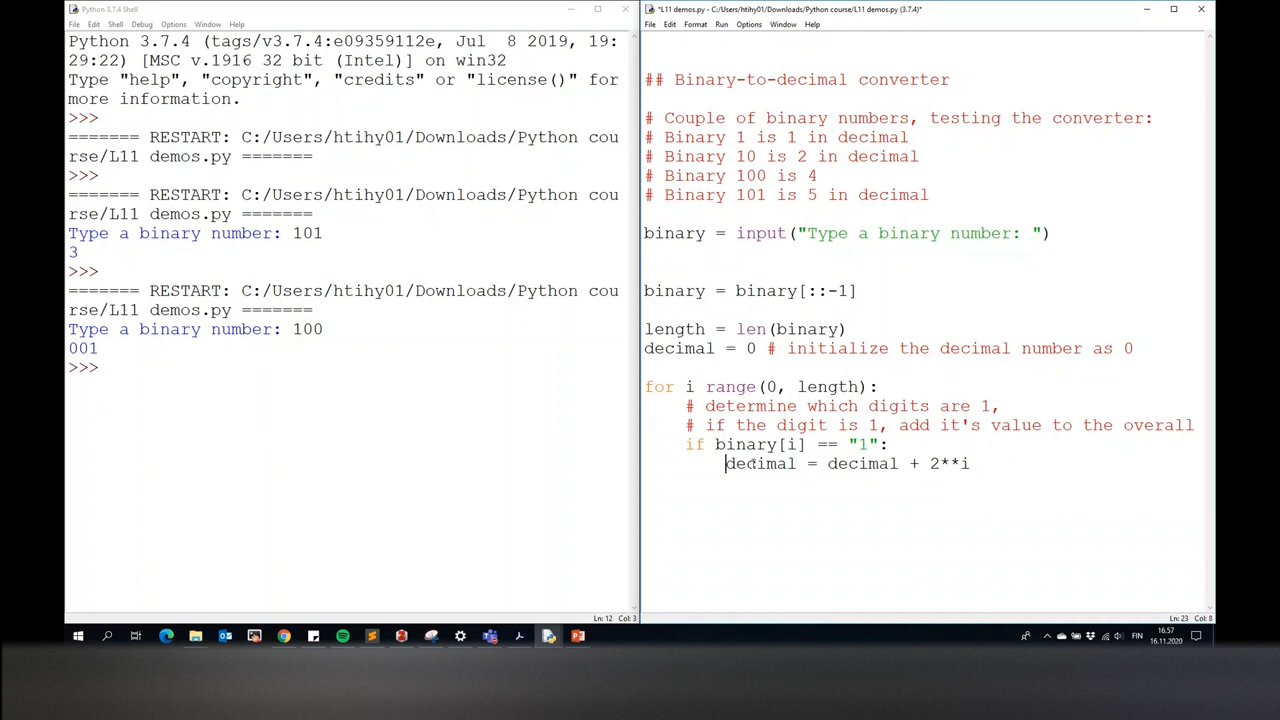 Python 3.7.4 Shell
File Edit Shell Debug Options Window Help
Python 3.7.4 (tags/v3.7.4:e09359112e, Jul 8 2019, 19:
29:22) [MSC v.1916 32 bit (Intel)] on win32
Type "help", "copyright", "credits" or "license()" for
more information.
>>>
======= RESTART: C:/Users/htihy01/Downloads/Python cou
rse/L11 demos.py =======
>>>
======= RESTART: C:/Users/htihy01/Downloads/Python cou
rse/L11 demos.py =======
Type a binary number: 101
3
>>>
======= RESTART: C:/Users/htihy01/Downloads/Python cou
rse/L11 demos.py =======
Type a binary number: 100
001
>>>
Ln: 12 Col: 3
*L11 demos.py - C:/Users/htihy01/Downloads/Python course/L11 demos.py (3.7.4)*
File Edit Format Run Options Window Help
## Binary-to-decimal converter
# Couple of binary numbers, testing the converter:
# Binary 1 is 1 in decimal
# Binary 10 is 2 in decimal
# Binary 100 is 4
# Binary 101 is 5 in decimal
binary = input("Type a binary number: ")
binary = binary[::-1]
length = len(binary)
decimal = 0 # initialize the decimal number as 0
for i range(0, length):
# determine which digits are 1,
# if the digit is 1, add it's value to the overall
if binary[i] == "1":
decimal = decimal + 2**i
Ln: 23 Col: 8
FIN
16.57
16.11.2020